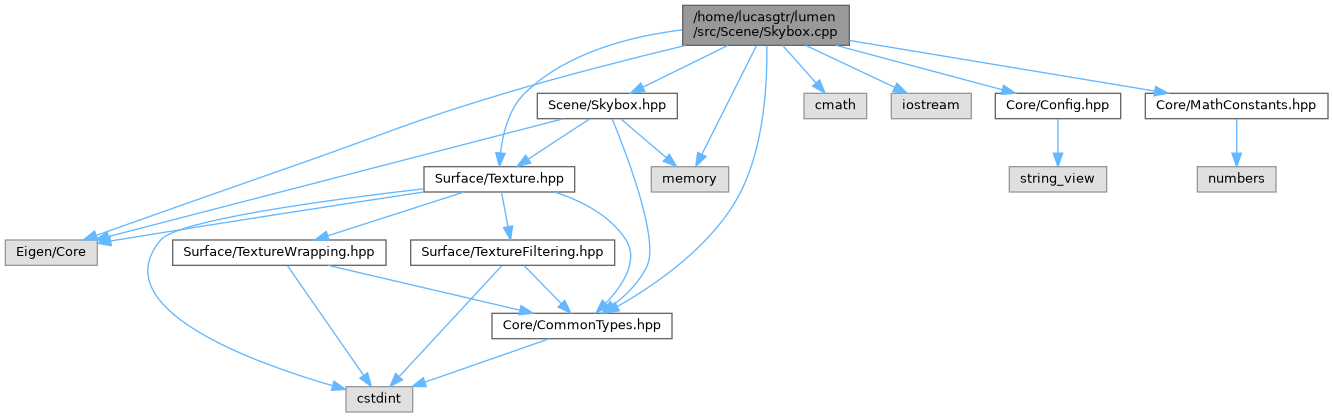 /home/lucasgtr/lumen
/src/Scene/Skybox.cpp
Scene/Skybox.hpp
cmath
iostream
Core/Config.hpp
Core/MathConstants.hpp
Surface/Texture.hpp
memory
string_view
numbers
Eigen/Core
Surface/TextureWrapping.hpp
Surface/TextureFiltering.hpp
Core/CommonTypes.hpp
cstdint